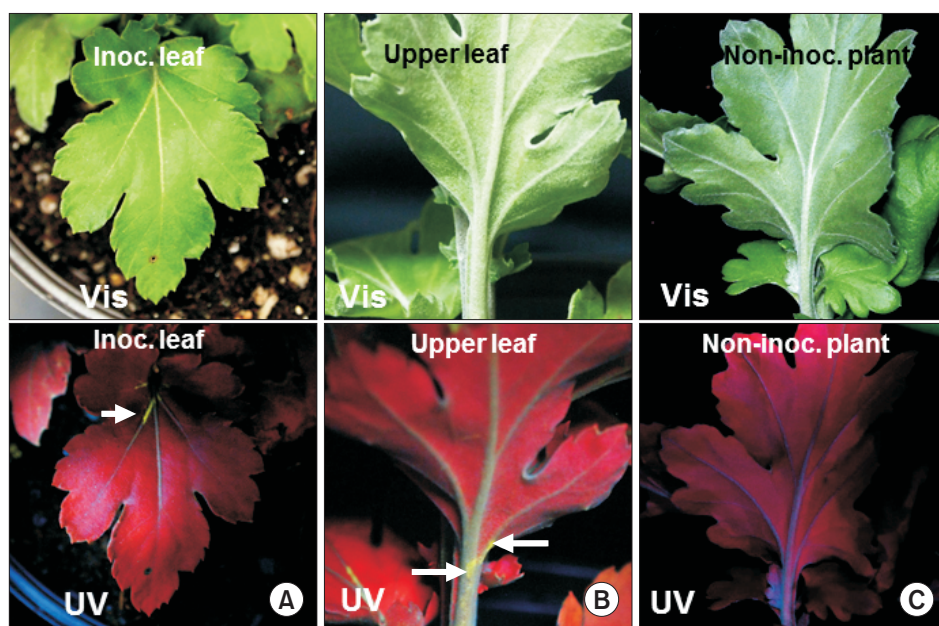 Inoc. leaf
Vis
Upper leaf
Vis
Non-inoc. plant
Vis
Inoc. leaf
UV
A
Upper leaf
UV
B
Non-inoc. plant
UV
C